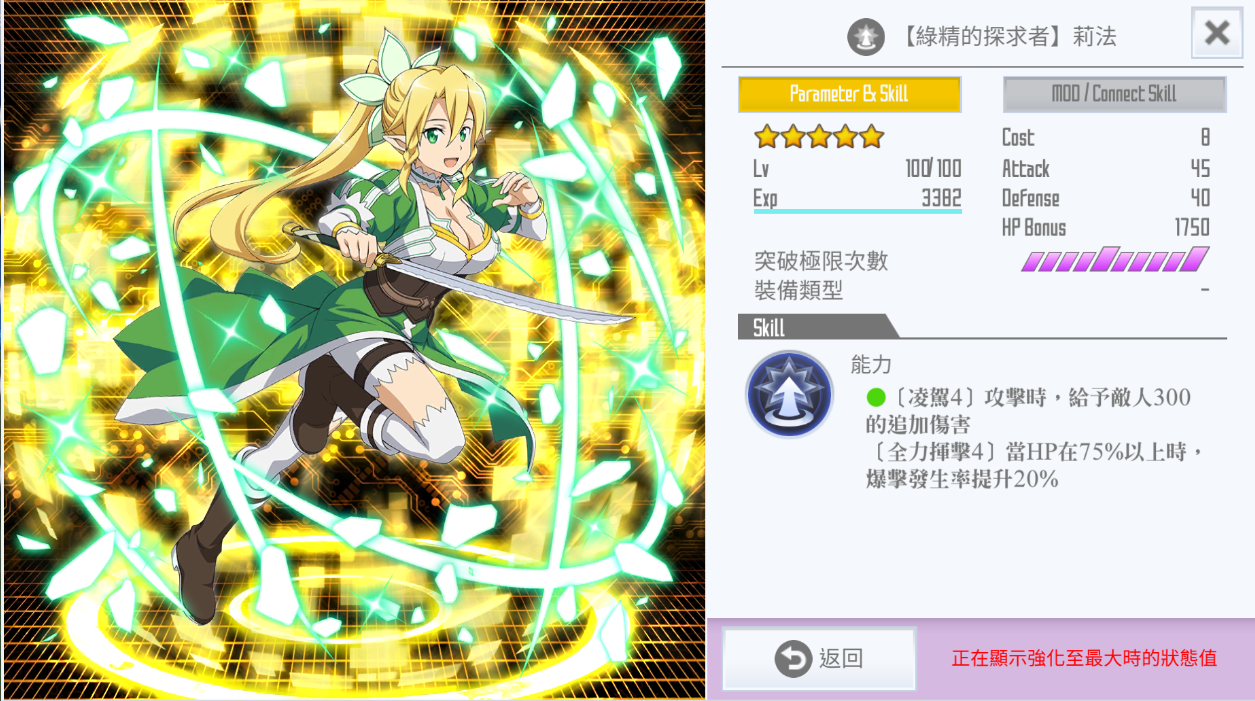 【綠精的探求者】莉法
Parameter & Skill
MOD / Connect Skill
Lv 100/100
Exp 3382
Cost 8
Attack 45
Defense 40
HP Bonus 1750
突破極限次數
裝備類型 -
Skill
能力
〔凌駕4〕攻擊時，給予敵人300
的追加傷害
〔全力揮擊4〕當HP在75%以上時，
爆擊發生率提升20%
返回
正在顯示強化至最大時的狀態值